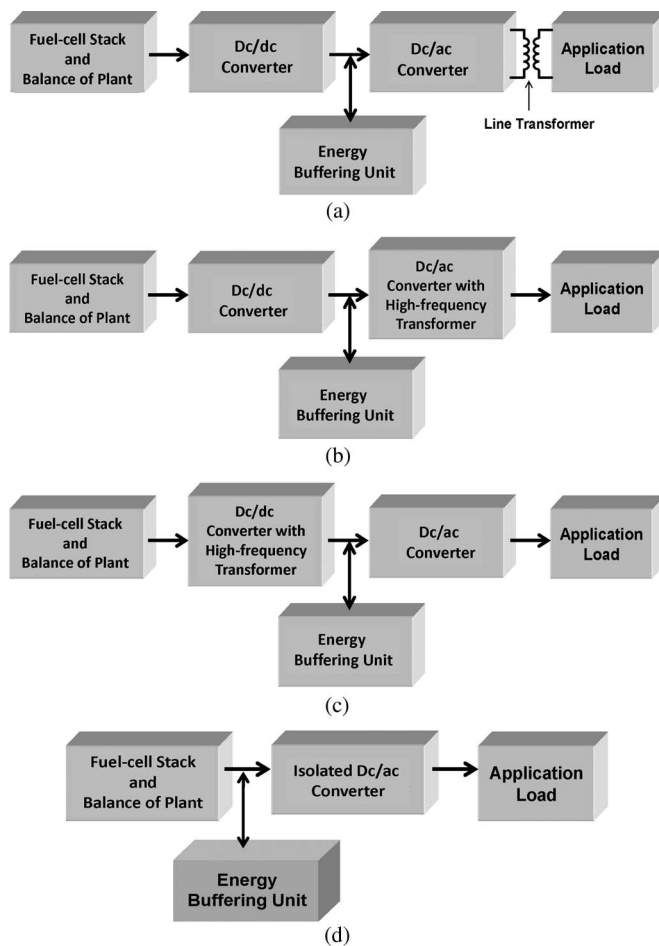 Fuel-cell Stack
and
Balance of Plant
Dc/dc
Converter
Dc/ac
Converter
Application
Load
Line Transformer
Energy
Buffering Unit
(a)
Fuel-cell Stack
and
Balance of Plant
Dc/dc
Converter
Dc/ac
Converter with
High-frequency
Transformer
Application
Load
Energy
Buffering Unit
(b)
Fuel-cell Stack
and
Balance of Plant
Dc/dc
Converter with
High-frequency
Transformer
Dc/ac
Converter
Application
Load
Energy
Buffering Unit
(c)
Fuel-cell Stack
and
Balance of Plant
Isolated Dc/ac
Converter
Application
Load
Energy
Buffering Unit
(d)